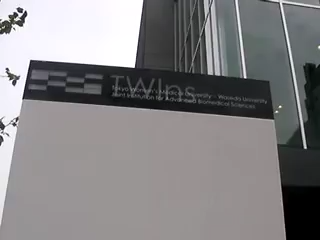 TWIns
Tokyo Women's Medical University - Waseda University
Joint Institution for Advanced Biomedical Sciences